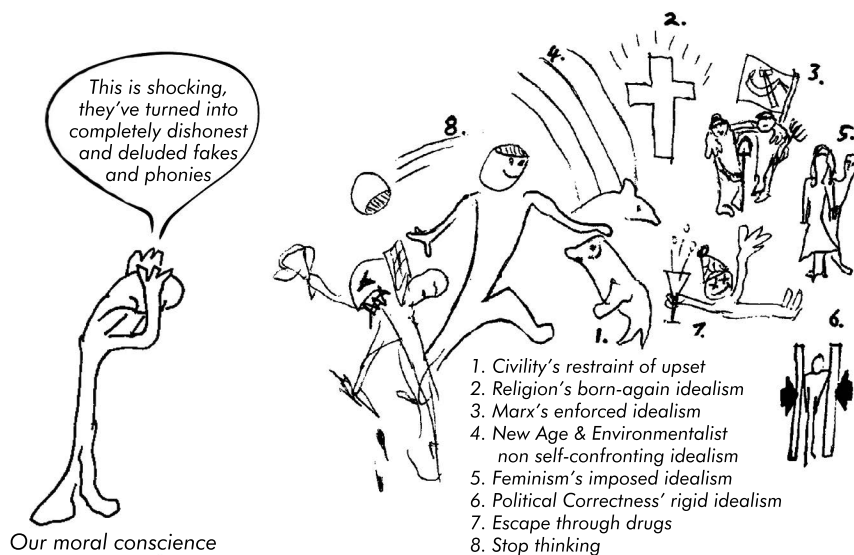 This is shocking,
they've turned into
completely dishonest
and deluded fakes
and phonies
Our moral conscience
2.
4.
3.
8.
5.
1.
7.
6.
1. Civility's restraint of upset
2. Religion's born-again idealism
3. Marx's enforced idealism
4. New Age & Environmentalist
non self-confronting idealism
5. Feminism's imposed idealism
6. Political Correctness' rigid idealism
7. Escape through drugs
8. Stop thinking